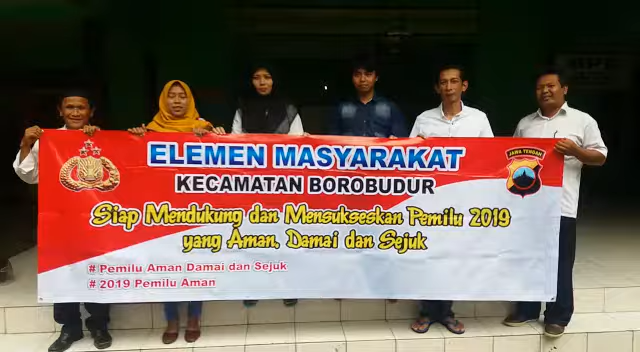 ELEMEN MASYARAKAT
KECAMATAN BOROBUDUR
Siap Mendukung dan Mensukseskan Pemilu 2019
yang Aman, Damai dan Sejuk
# Pemilu Aman Damai dan Sejuk
# 2019 Pemilu Aman
JAWA TENGAH